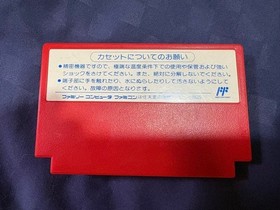 カセットについてのお願い
●精密機器ですので、極端な温度条件下での使用や保管および強い
ショックをさけてください。また、絶対に分解しないでください。
●端子部に手を触れたり、水にぬらしたりして汚さないようにして
ください。故障の原因となります。
ファミリーコンピュータ ファミコン